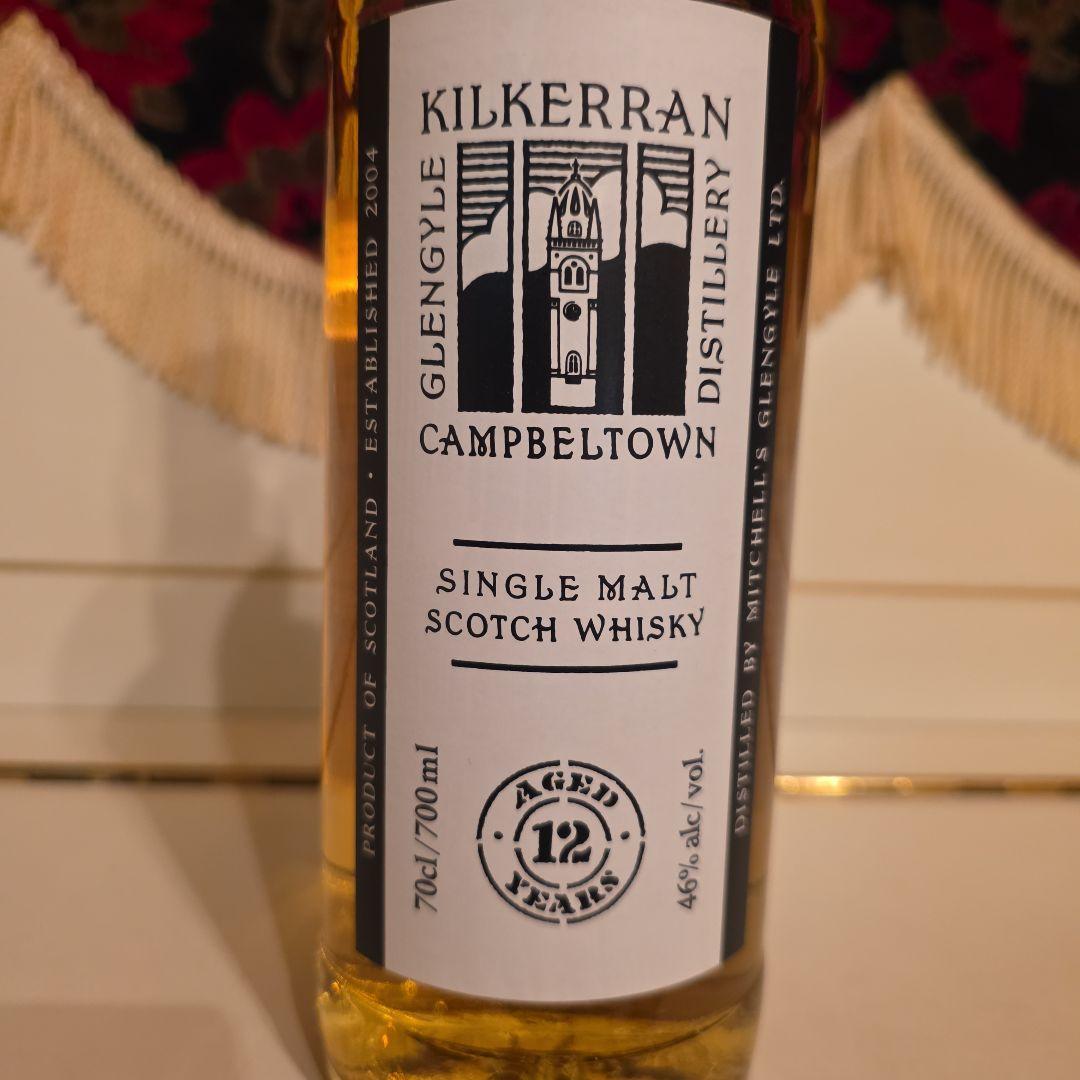 KILKERRAN
GLENGYLE
DISTILLERY
CAMPBELTOWN
SINGLE MALT
SCOTCH WHISKY
70cl/700ml
AGED
12
YEARS
46% alc/vol.
PRODUCT OF SCOTLAND • ESTABLISHED 2004
DISTILLED BY MITCHELL'S GLENGYLE LTD.